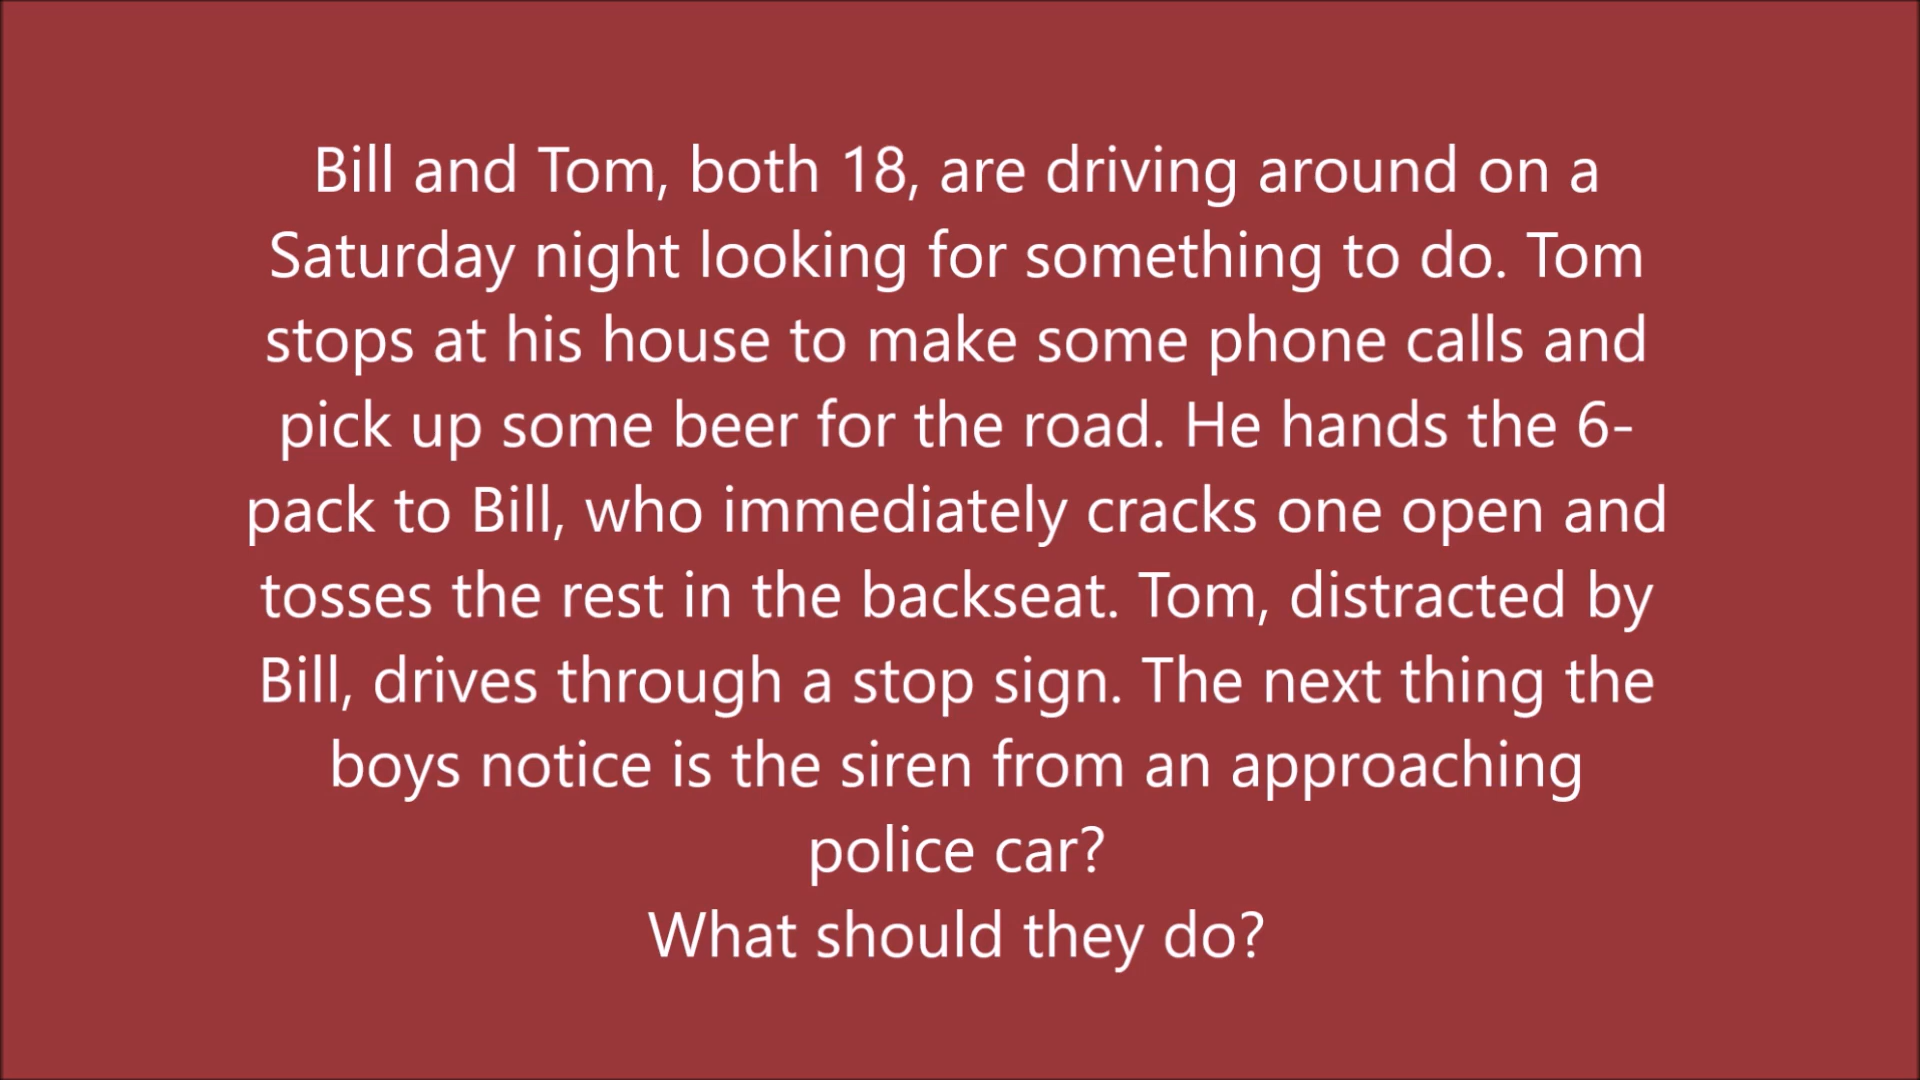 Bill and Tom, both 18, are driving around on a
Saturday night looking for something to do. Tom
stops at his house to make some phone calls and
pick up some beer for the road. He hands the 6-
pack to Bill, who immediately cracks one open and
tosses the rest in the backseat. Tom, distracted by
Bill, drives through a stop sign. The next thing the
boys notice is the siren from an approaching
police car?
What should they do?